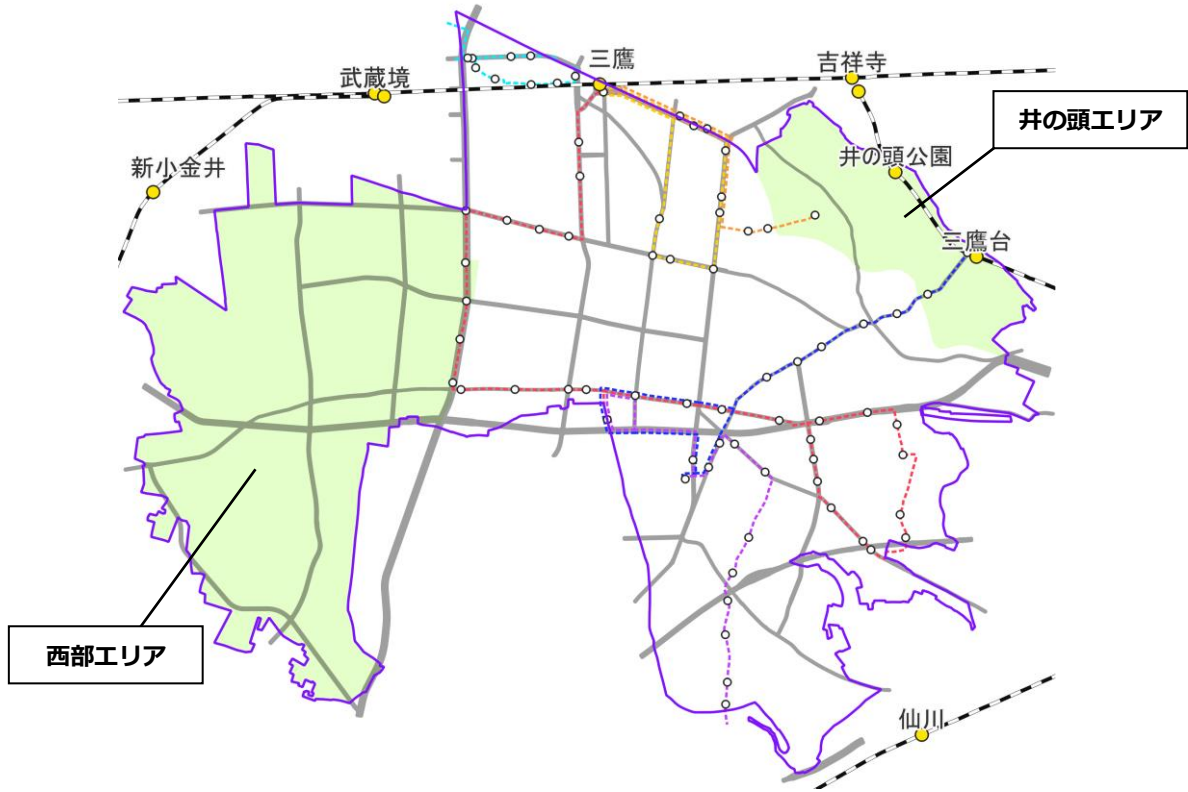 三鷹
吉祥寺
武蔵境
井の頭エリア
新小金井
井の頭公園
三鷹台
西部エリア
仙川